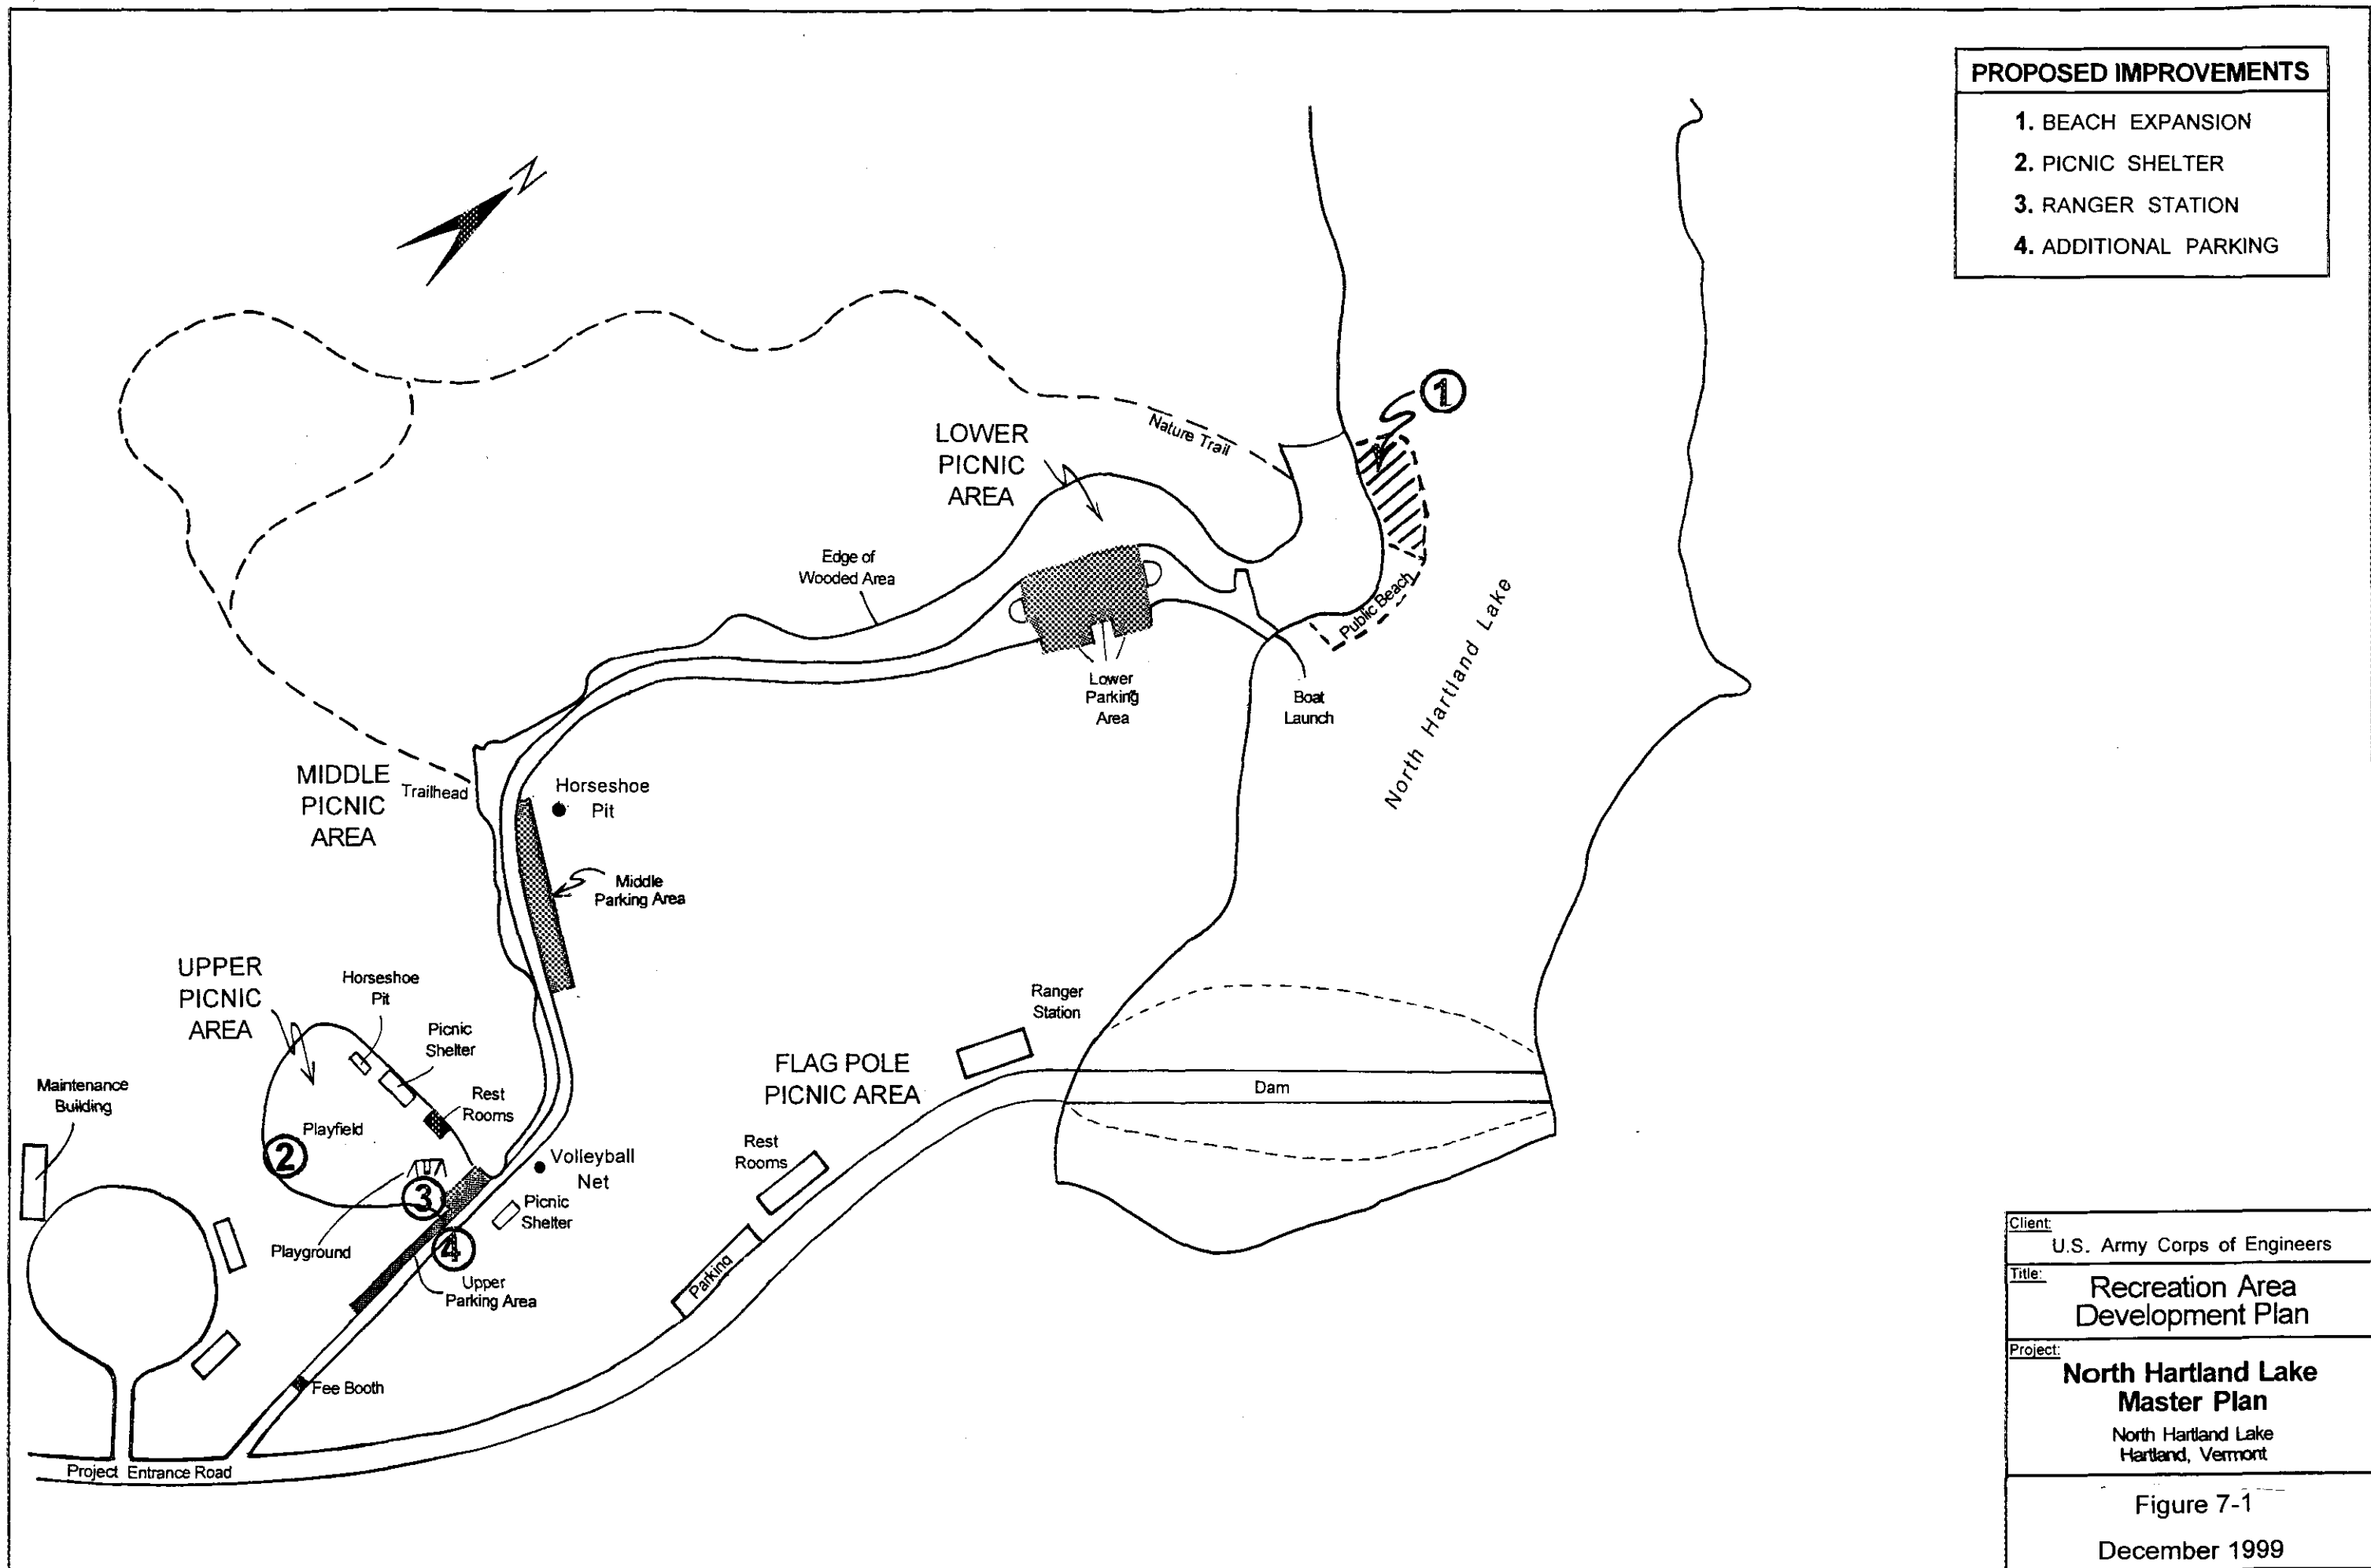 PROPOSED IMPROVEMENTS
1. BEACH EXPANSION
2. PICNIC SHELTER
3. RANGER STATION
4. ADDITIONAL PARKING
N
1
Nature Trail
LOWER
PICNIC
AREA
Edge of
Wooded Area
Public Beach
North Hartland Lake
Lower
Parking
Area
Boat
Launch
MIDDLE
PICNIC
AREA
Trailhead
Horseshoe
Pit
Middle
Parking Area
UPPER
PICNIC
AREA
Horseshoe
Pit
Picnic
Shelter
Rest
Rooms
Maintenance
Building
Playfield
2
3
4
Playground
Volleyball
Net
Picnic
Shelter
Upper
Parking Area
Fee Booth
Project Entrance Road
FLAG POLE
PICNIC AREA
Ranger
Station
Dam
Rest
Rooms
Parking
Client:
U.S. Army Corps of Engineers
Title:
Recreation Area
Development Plan
Project:
North Hartland Lake
Master Plan
North Hartland Lake
Hartland, Vermont
Figure 7-1
December 1999